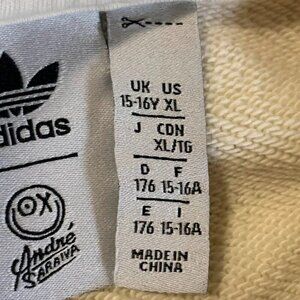 adidas
André
SARAIVA
UK US
15-16Y XL
J CDN
XL/TG
D F
176 15-16A
E I
176 15-16A
MADE IN
CHINA